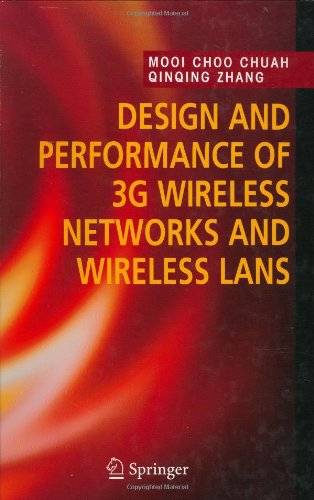 MOOI CHOO CHUAH
QINQING ZHANG
DESIGN AND
PERFORMANCE OF
3G WIRELESS
NETWORKS AND
WIRELESS LANS
Springer